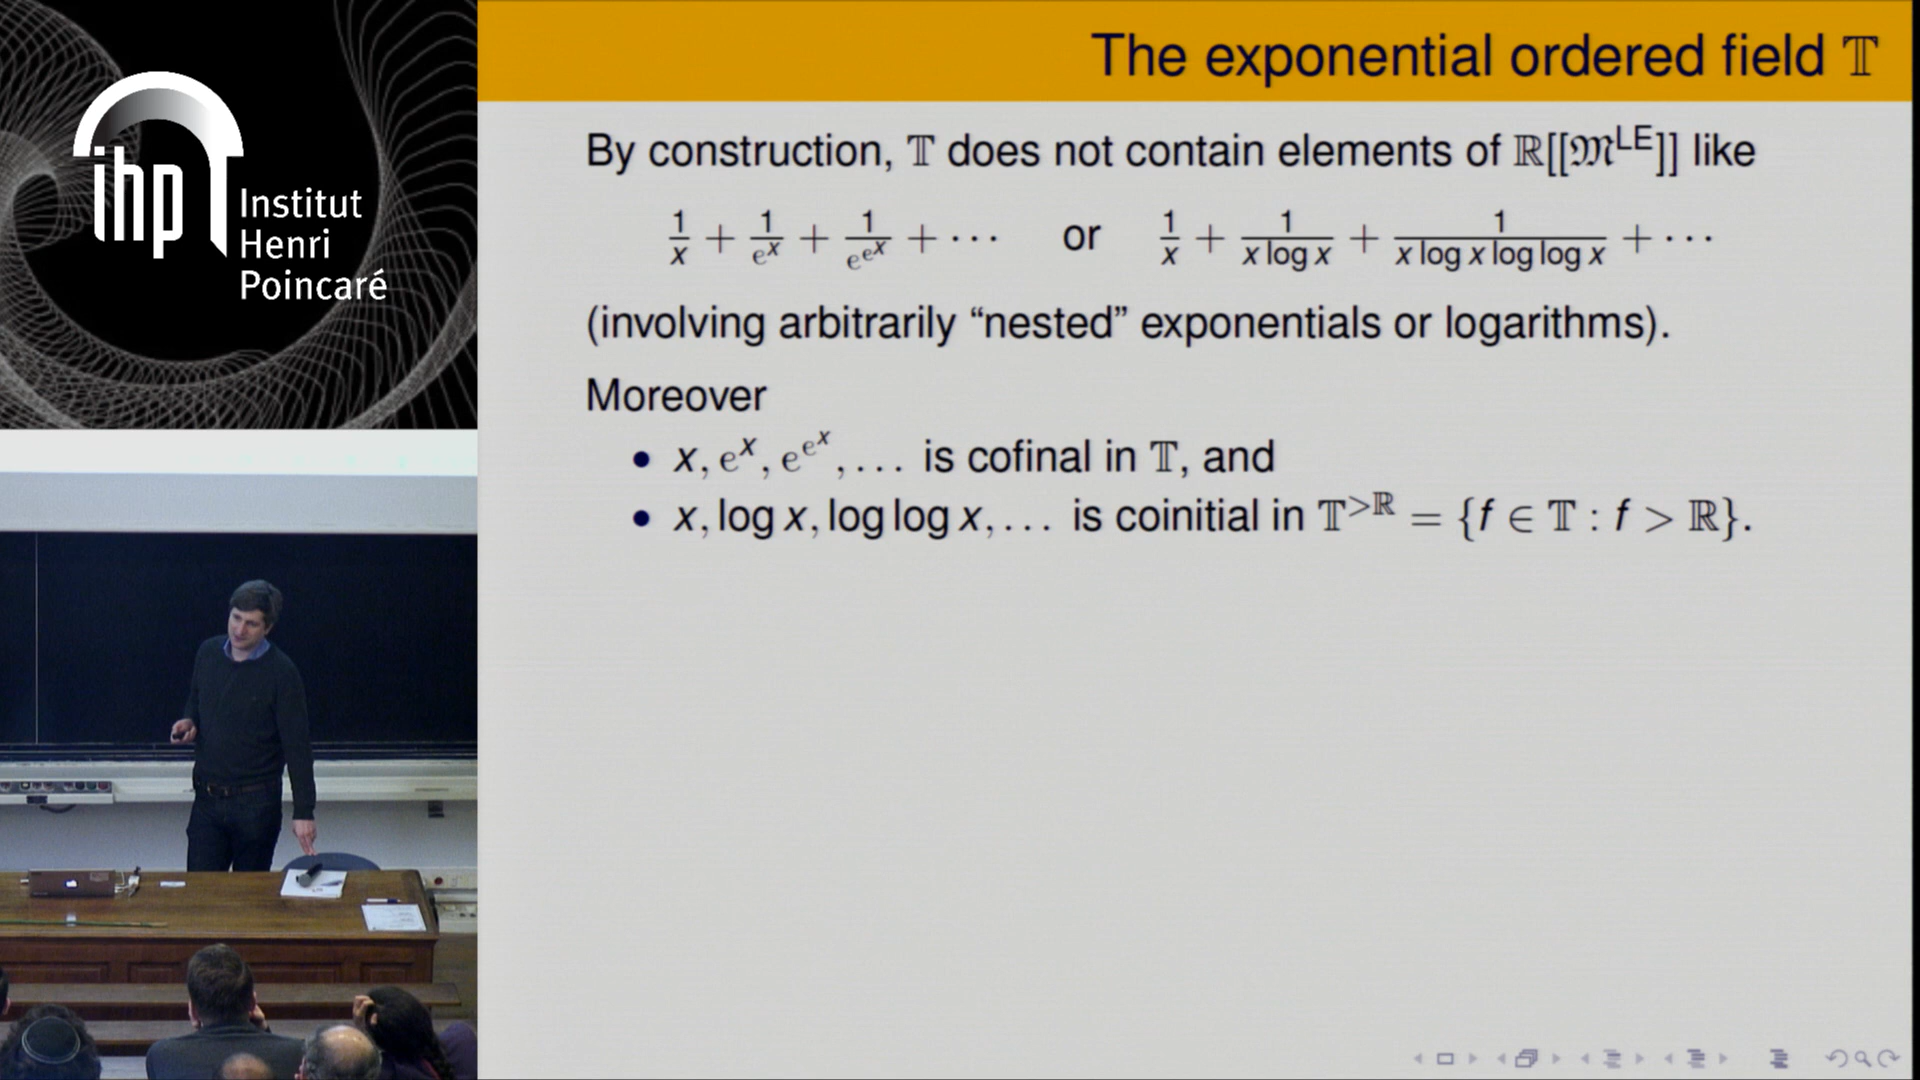 ihp Institut
Henri
Poincaré
The exponential ordered field 𝕋
By construction, 𝕋 does not contain elements of ℝ[[𝔐^LE]] like
1/x + 1/e^x + 1/e^{e^x} + ··· or 1/x + 1/(x log x) + 1/(x log x log log x) + ···
(involving arbitrarily “nested” exponentials or logarithms).
Moreover
• x, e^x, e^{e^x}, ... is cofinal in 𝕋, and
• x, log x, log log x, ... is coinitial in 𝕋^{>ℝ} = {f ∈ 𝕋 : f > ℝ}.